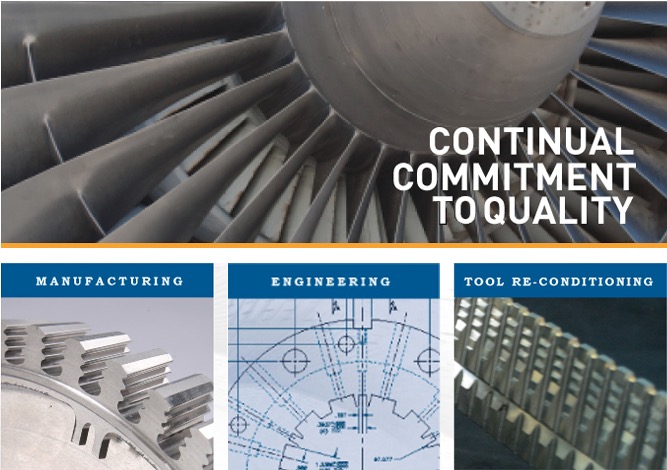 CONTINUAL
COMMITMENT
TO QUALITY
MANUFACTURING
ENGINEERING
TOOL RE-CONDITIONING